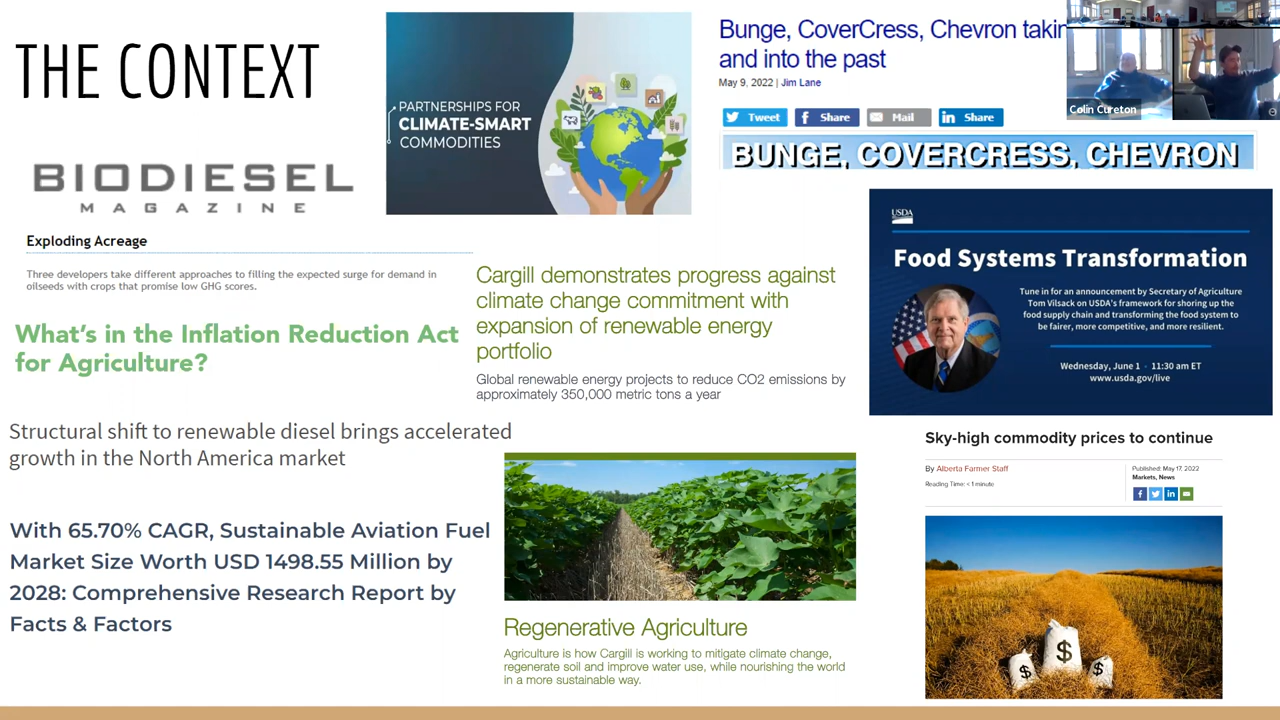 THE CONTEXT
PARTNERSHIPS FOR
CLIMATE-SMART
COMMODITIES
Bunge, CoverCress, Chevron
and into the past
May 9, 2022 | Jim Lane
Tweet
Share
Mail
Share
BUNGE, COVERCRESS, CHEVRON
Colin Cureton
BIODIESEL
MAGAZINE
Exploding Acreage
Three developers take different approaches to filling the expected surge for demand in
oilseeds with crops that promise low GHG scores.
What's in the Inflation Reduction Act
for Agriculture?
Cargill demonstrates progress against
climate change commitment with
expansion of renewable energy
portfolio
Global renewable energy projects to reduce CO2 emissions by
approximately 350,000 metric tons a year
USDA
Food Systems Transformation
Tune in for an announcement by Secretary of Agriculture
Tom Vilsack on USDA's framework for shoring up the
food supply chain and transforming the food system to
be fairer, more competitive, and more resilient.
Wednesday, June 1 · 11:30 am ET
www.usda.gov/live
Structural shift to renewable diesel brings accelerated
growth in the North America market
With 65.70% CAGR, Sustainable Aviation Fuel
Market Size Worth USD 1498.55 Million by
2028: Comprehensive Research Report by
Facts & Factors
Regenerative Agriculture
Agriculture is how Cargill is working to mitigate climate change,
regenerate soil and improve water use, while nourishing the world
in a more sustainable way.
Sky-high commodity prices to continue
By Alberta Farmer Staff
Reading Time: < 1 minute
Published: May 17, 2022
Markets, News
$ $ $